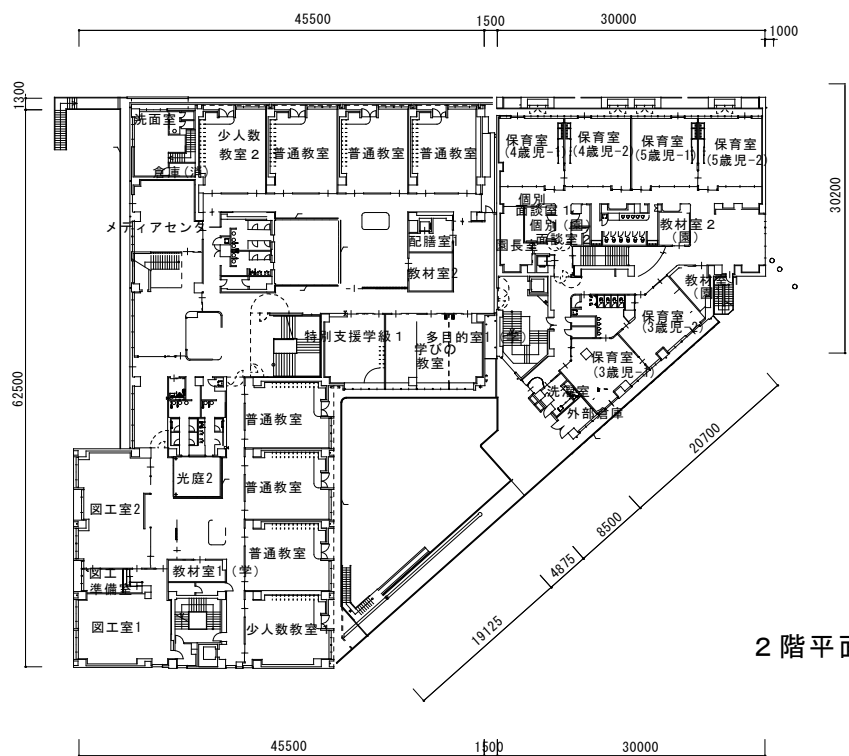 45500
1500
30000
1000
1300
62500
30200
洗面室
倉庫(浄)
少人数
教室２
普通教室
普通教室
普通教室
保育室
(4歳児-1)
保育室
(4歳児-2)
保育室
(5歳児-1)
保育室
(5歳児-2)
メディアセンター
配膳室1
教材室2
個別
面談室1
個別(園)
面談室2
園長室
教材室２
(園)
教材室1
(園)
特別支援学級１
多目的室1(学)
学びの
教室
保育室
(3歳児-2)
保育室
(3歳児-1)
外部倉庫
普通教室
普通教室
普通教室
少人数教室1
光庭2
図工室2
図工
準備室
図工室1
教材室1(学)
20700
8500
4875
19125
２階平面
45500
1500
30000